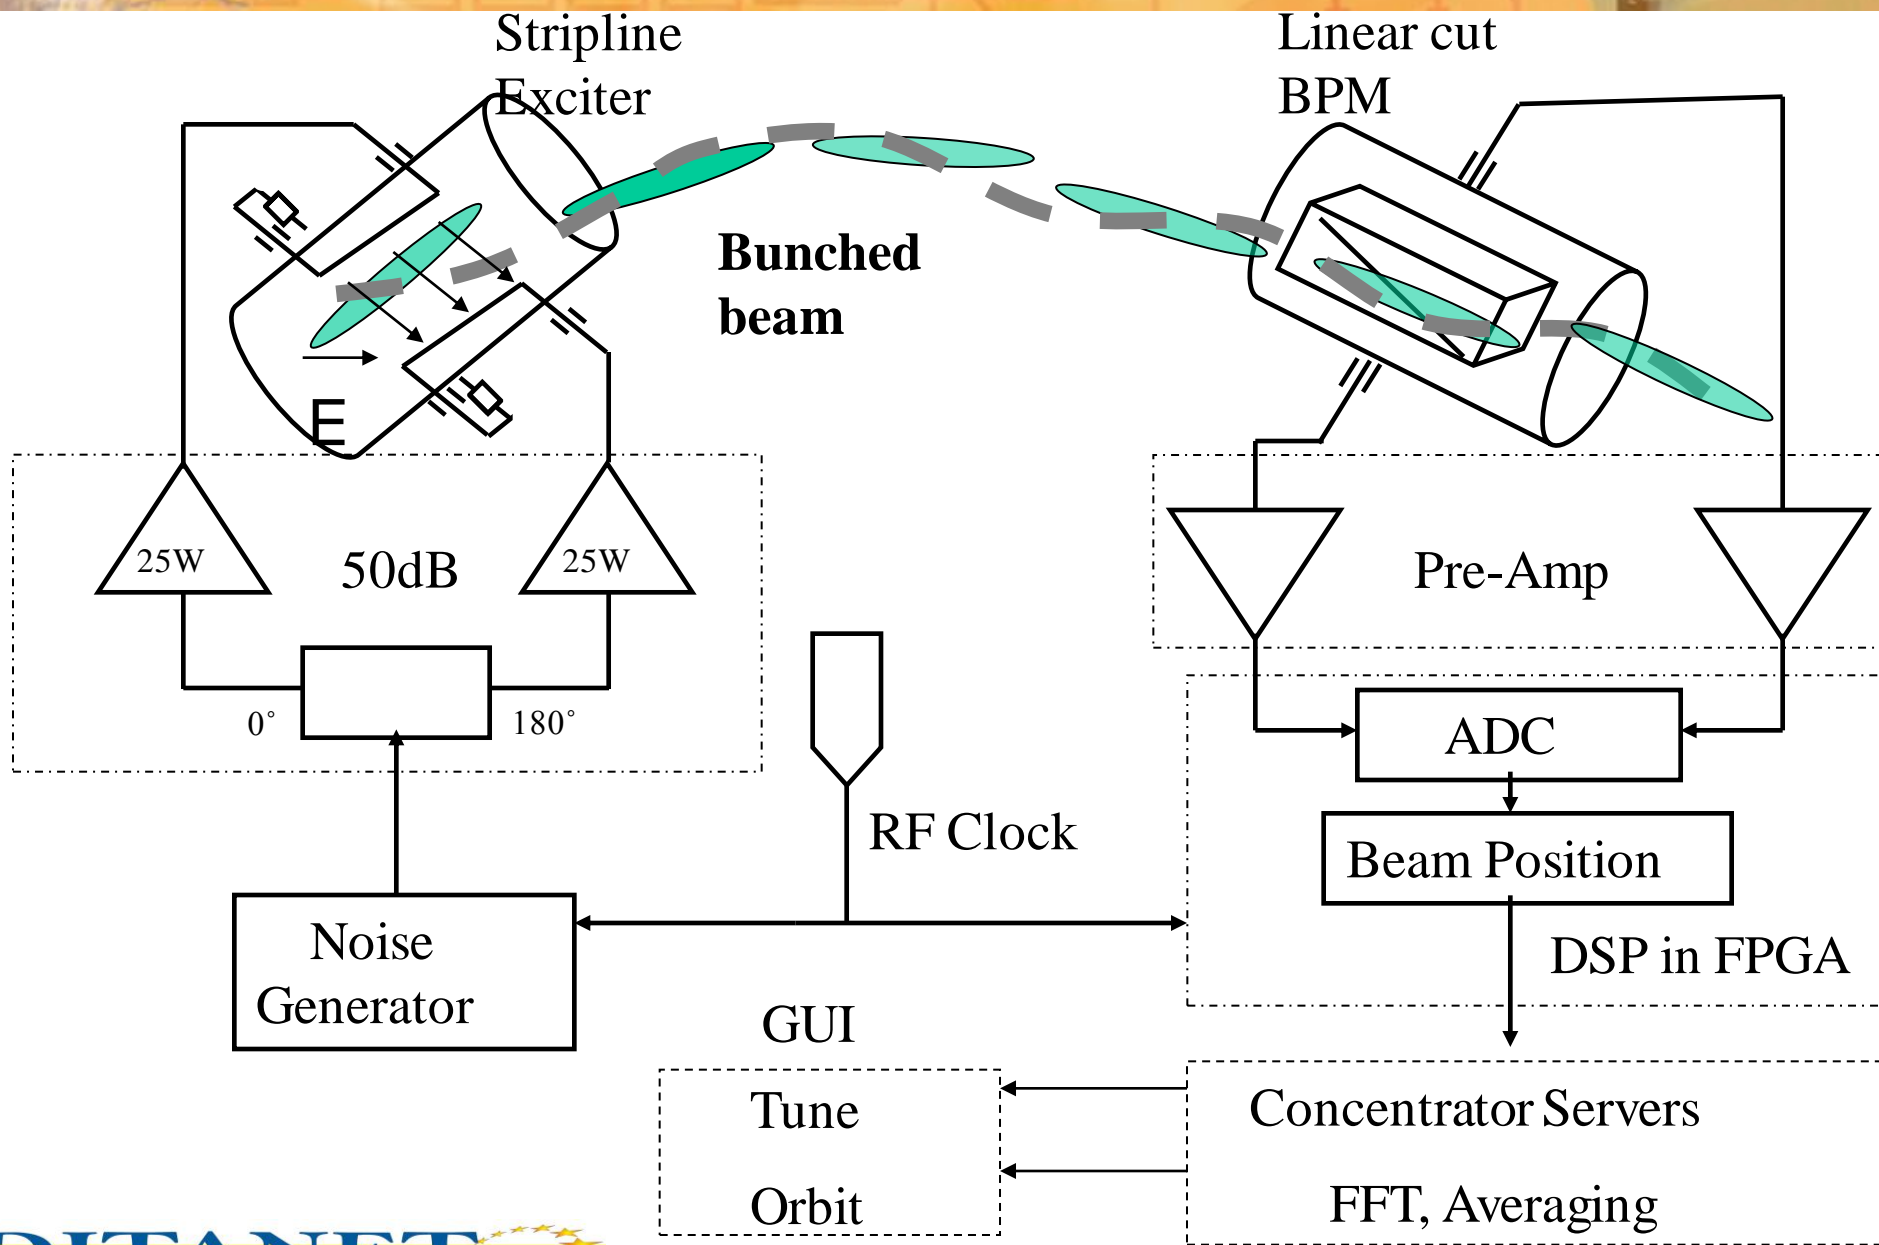 Stripline
Exciter
Linear cut
BPM
Bunched
beam
E
25W
50dB
25W
Pre-Amp
0°
180°
ADC
RF Clock
Beam Position
Noise
Generator
DSP in FPGA
GUI
Tune
Orbit
Concentrator Servers
FFT, Averaging
DITANET